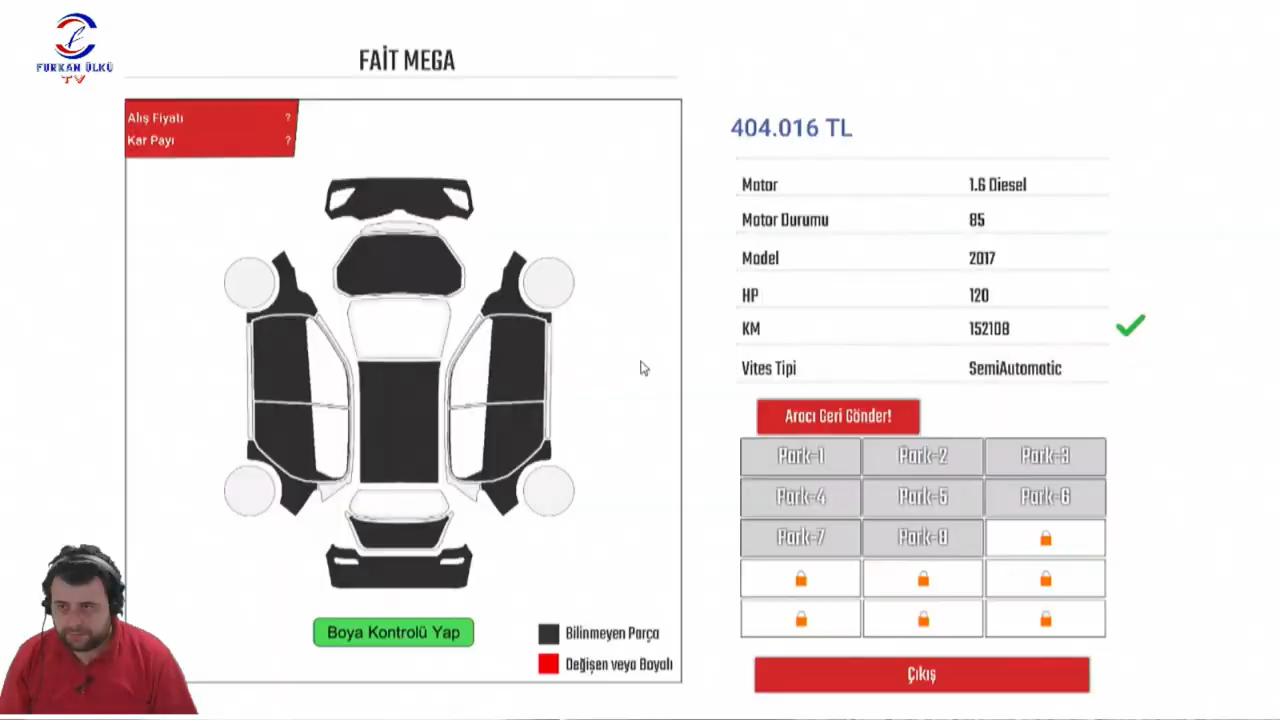 FURKAN ÜLKÜ
TV
FAİT MEGA
Alış Fiyatı ?
Kar Payı ?
404.016 TL
Motor 1.6 Diesel
Motor Durumu 85
Model 2017
HP 120
KM 152108
Vites Tipi SemiAutomatic
Aracı Geri Gönder!
Park-1 Park-2 Park-3
Park-4 Park-5 Park-6
Park-7 Park-8
Boya Kontrolü Yap
Bilinmeyen Parça
Değişen veya Boyalı
Çıkış